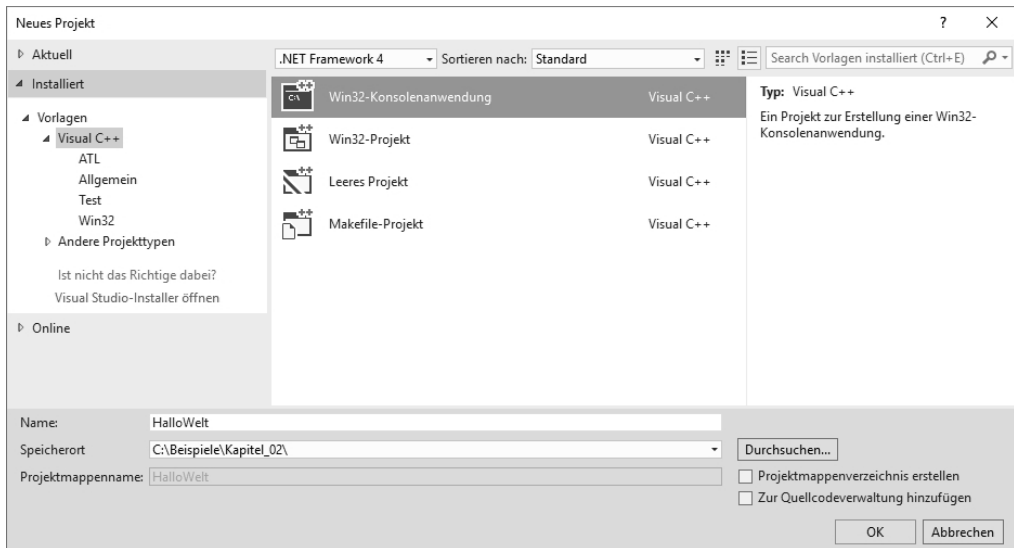 Neues Projekt
Aktuell
Installiert
Vorlagen
Visual C++
ATL
Allgemein
Test
Win32
Andere Projekttypen
Ist nicht das Richtige dabei?
Visual Studio-Installer öffnen
Online
.NET Framework 4
Sortieren nach: Standard
Search Vorlagen installiert (Ctrl+E)
Win32-Konsolenanwendung Visual C++
Win32-Projekt Visual C++
Leeres Projekt Visual C++
Makefile-Projekt Visual C++
Typ: Visual C++
Ein Projekt zur Erstellung einer Win32-
Konsolenanwendung.
Name: HalloWelt
Speicherort C:\Beispiele\Kapitel_02\
Durchsuchen...
Projektmappenname: HalloWelt
Projektmappenverzeichnis erstellen
Zur Quellcodeverwaltung hinzufügen
OK Abbrechen